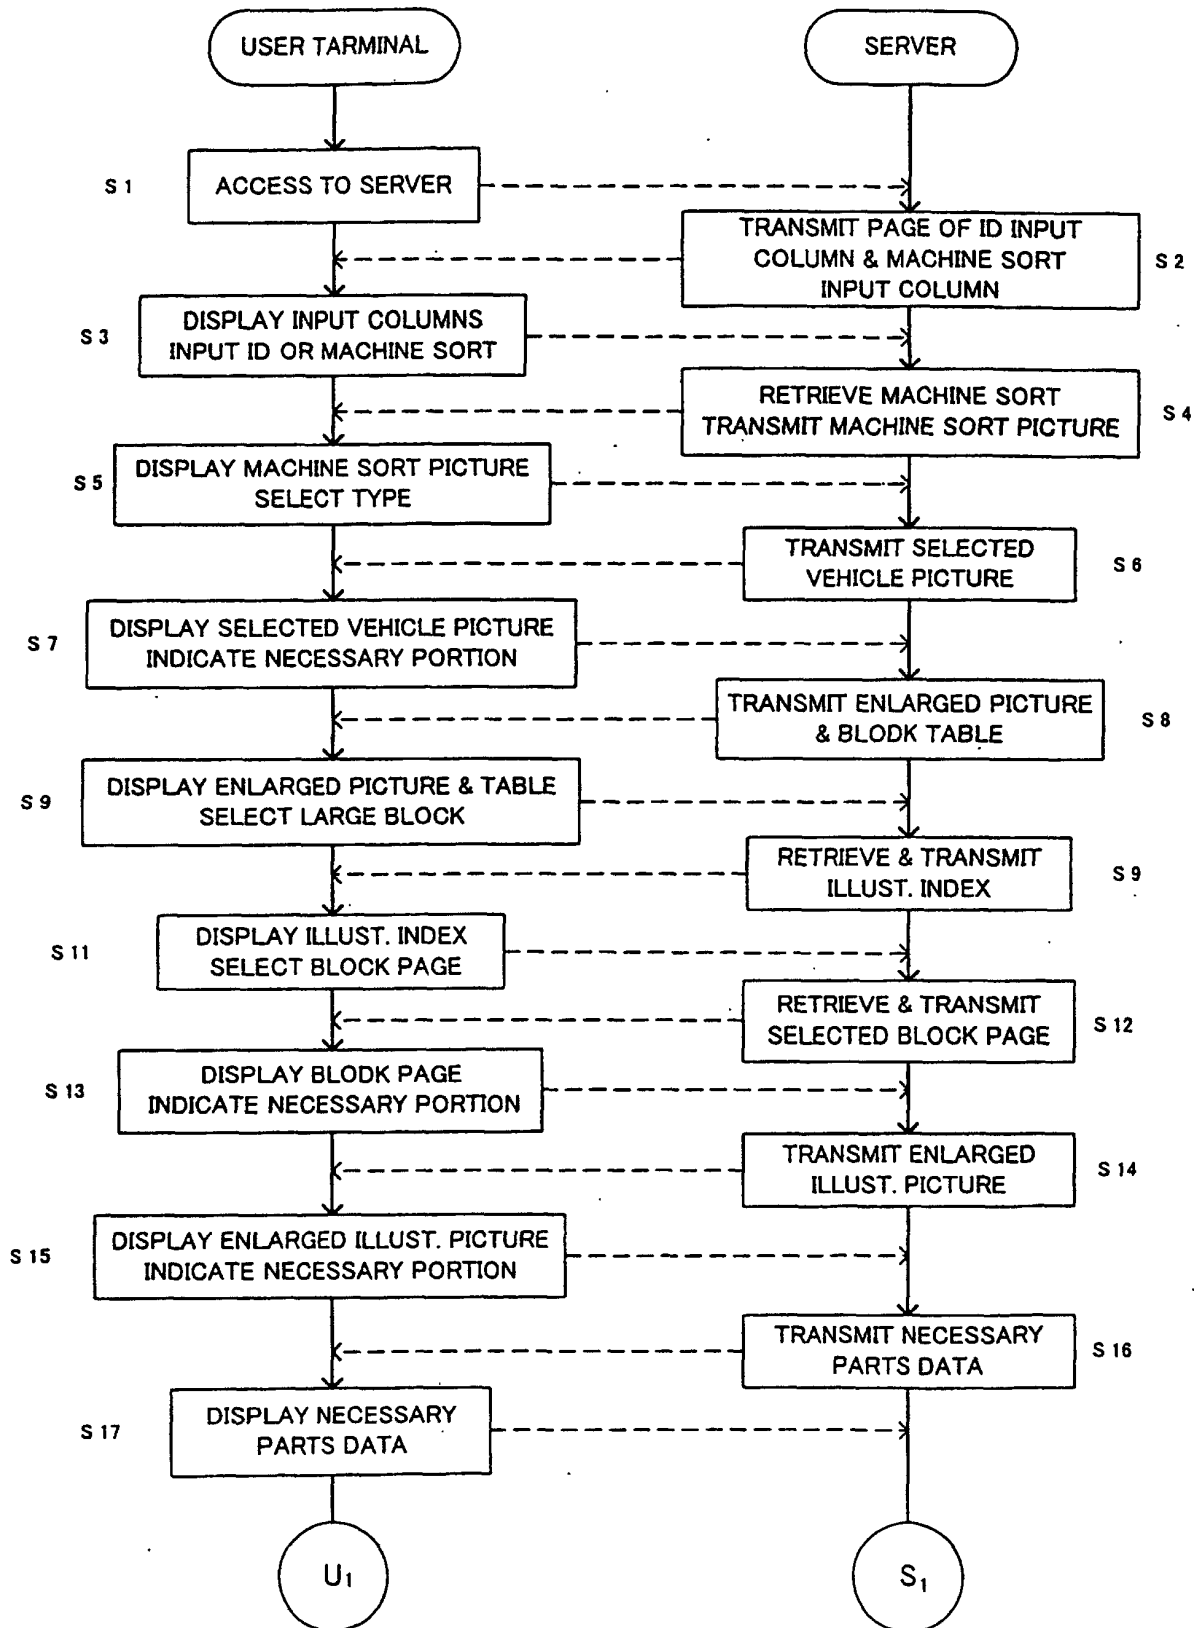 USER TARMINAL
SERVER
S 1
ACCESS TO SERVER
TRANSMIT PAGE OF ID INPUT
COLUMN & MACHINE SORT
INPUT COLUMN
S 2
S 3
DISPLAY INPUT COLUMNS
INPUT ID OR MACHINE SORT
RETRIEVE MACHINE SORT
TRANSMIT MACHINE SORT PICTURE
S 4
S 5
DISPLAY MACHINE SORT PICTURE
SELECT TYPE
TRANSMIT SELECTED
VEHICLE PICTURE
S 6
S 7
DISPLAY SELECTED VEHICLE PICTURE
INDICATE NECESSARY PORTION
TRANSMIT ENLARGED PICTURE
& BLODK TABLE
S 8
S 9
DISPLAY ENLARGED PICTURE & TABLE
SELECT LARGE BLOCK
RETRIEVE & TRANSMIT
ILLUST. INDEX
S 9
S 11
DISPLAY ILLUST. INDEX
SELECT BLOCK PAGE
RETRIEVE & TRANSMIT
SELECTED BLOCK PAGE
S 12
S 13
DISPLAY BLODK PAGE
INDICATE NECESSARY PORTION
TRANSMIT ENLARGED
ILLUST. PICTURE
S 14
S 15
DISPLAY ENLARGED ILLUST. PICTURE
INDICATE NECESSARY PORTION
TRANSMIT NECESSARY
PARTS DATA
S 16
S 17
DISPLAY NECESSARY
PARTS DATA
U1
S1